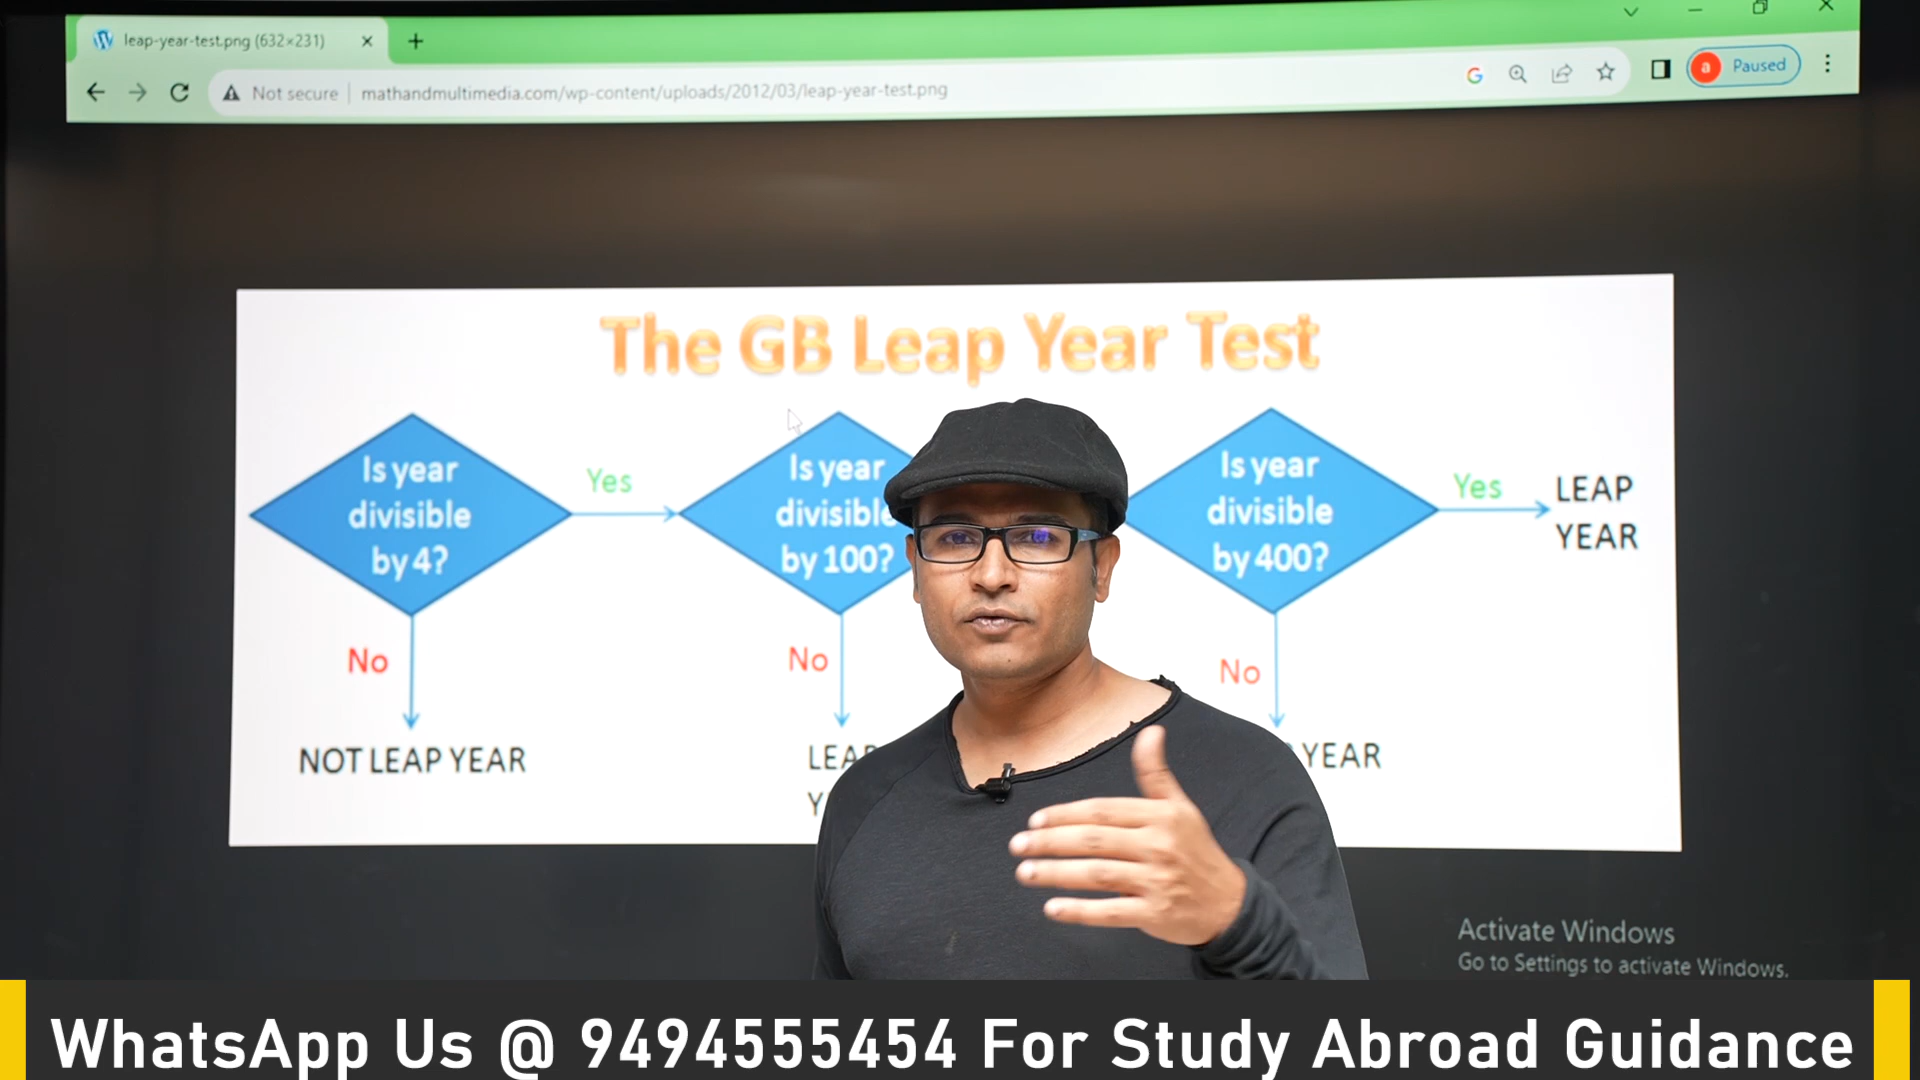 leap-year-test.png (632×231)
Not secure
mathandmultimedia.com/wp-content/uploads/2012/03/leap-year-test.png
a Paused
The GB Leap Year Test
Is year
divisible
by 4?
Yes
Is year
divisible
by 100?
Is year
divisible
by 400?
Yes
LEAP
YEAR
No
No
No
NOT LEAP YEAR
YEAR
Activate Windows
Go to Settings to activate Windows.
WhatsApp Us @ 9494555454 For Study Abroad Guidance